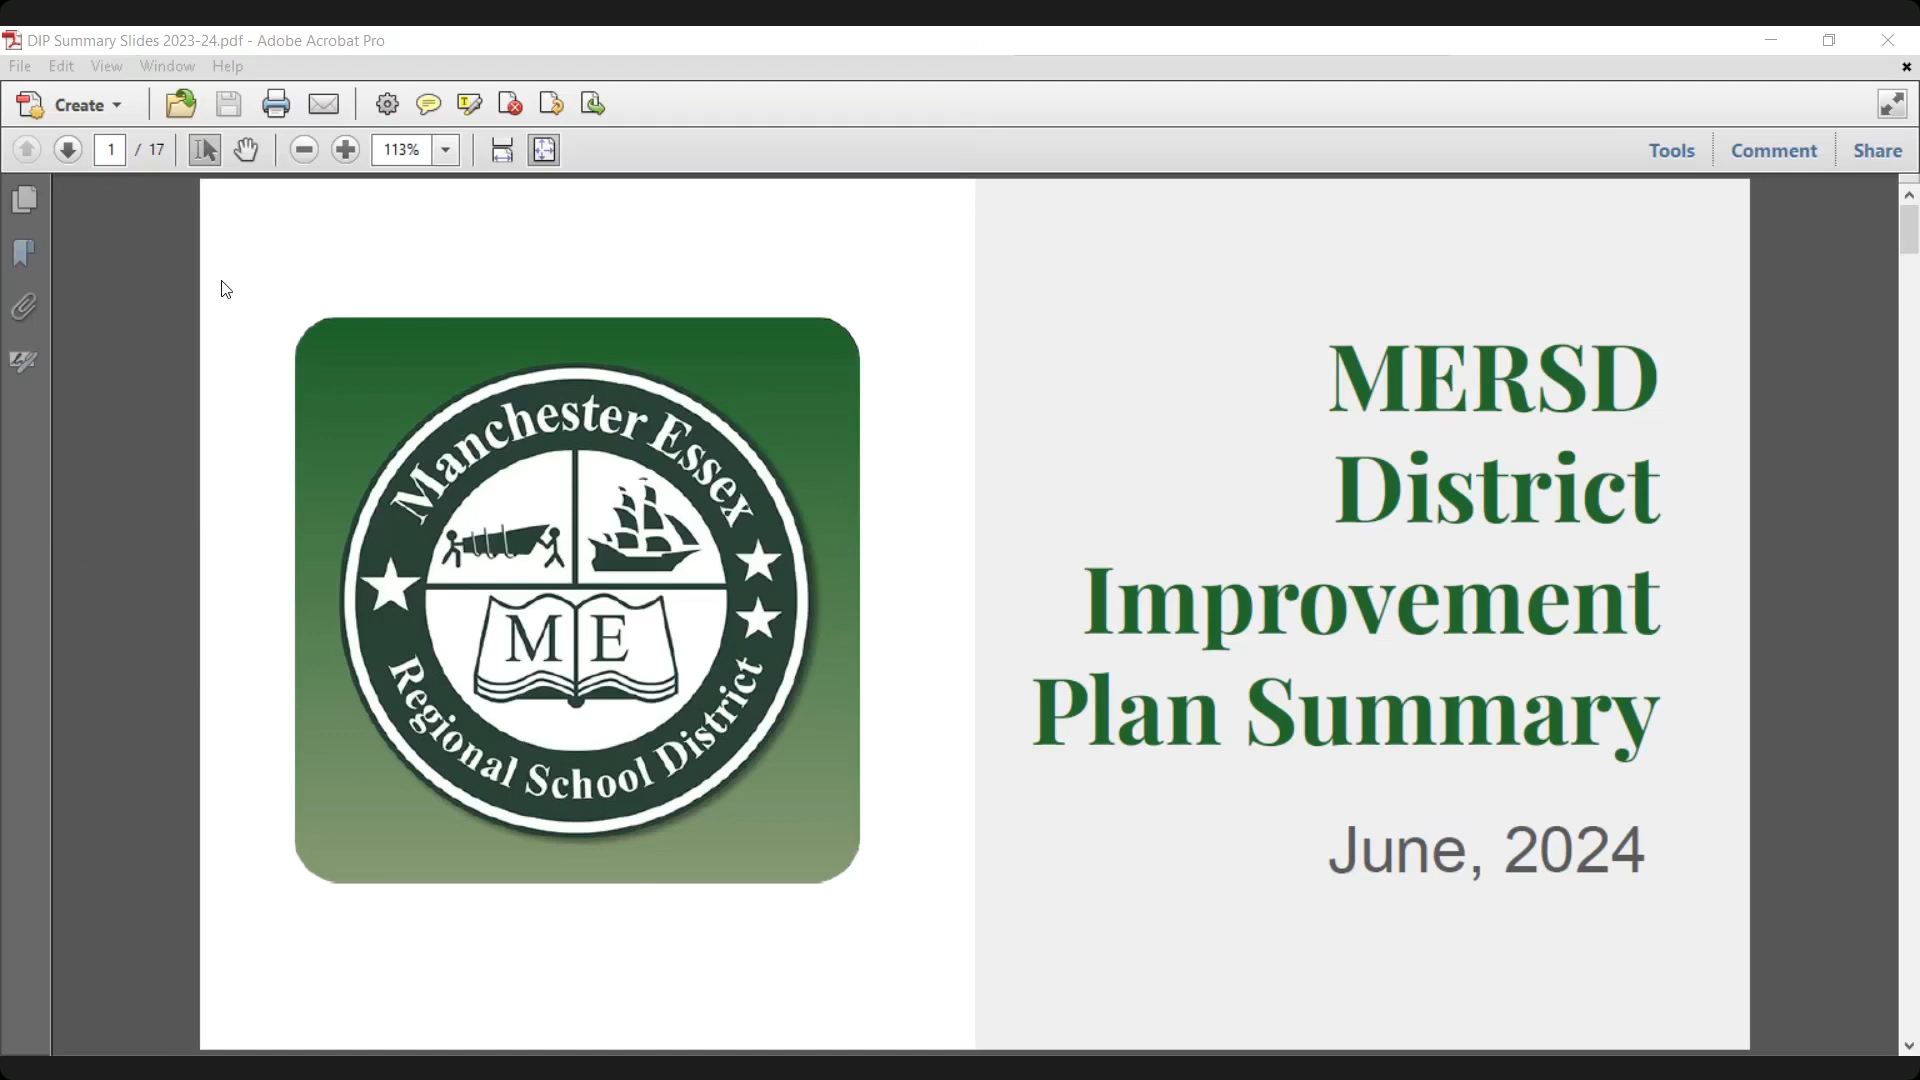 DIP Summary Slides 2023-24.pdf - Adobe Acrobat Pro
File Edit View Window Help
Create
1 / 17 113% Tools Comment Share
Manchester Essex
M E
Regional School District
MERSD
District
Improvement
Plan Summary
June, 2024